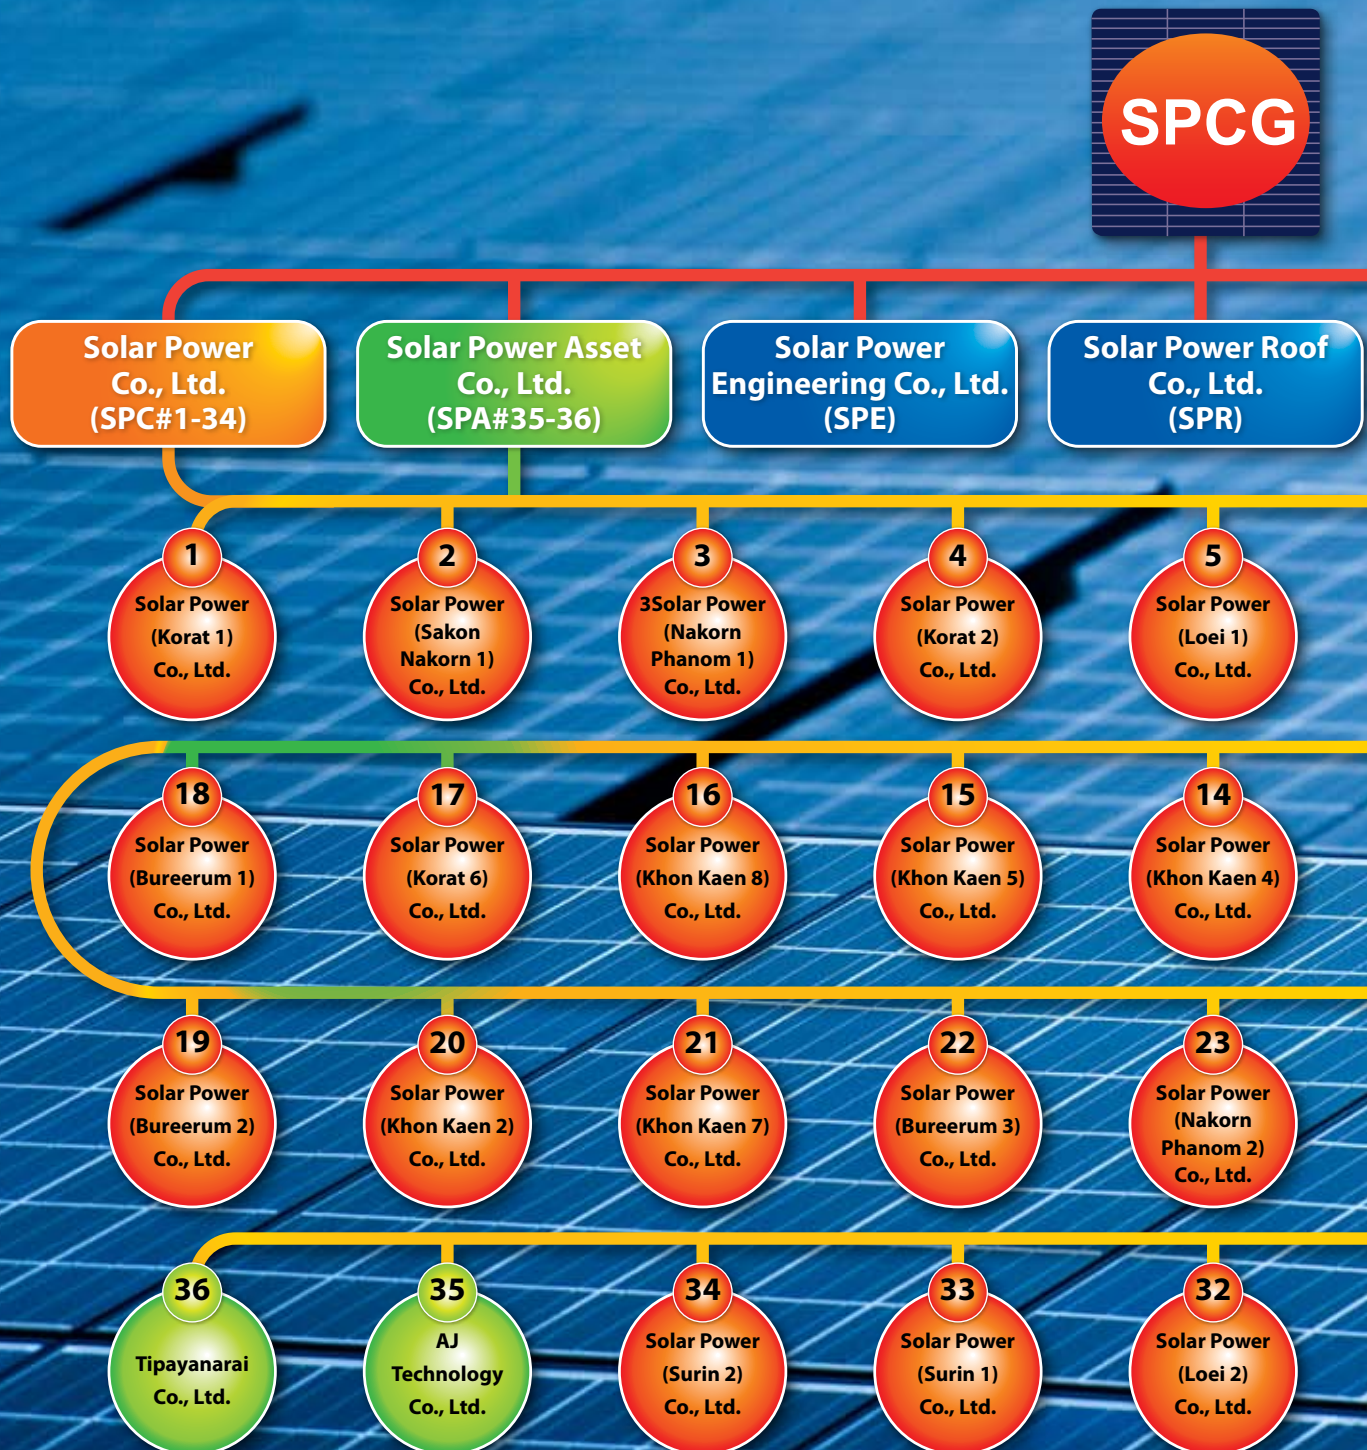 SPCG
Solar Power
Co., Ltd.
(SPC#1-34)
Solar Power Asset
Co., Ltd.
(SPA#35-36)
Solar Power
Engineering Co., Ltd.
(SPE)
Solar Power Roof
Co., Ltd.
(SPR)
1
Solar Power
(Korat 1)
Co., Ltd.
2
Solar Power
(Sakon
Nakorn 1)
Co., Ltd.
3
3Solar Power
(Nakorn
Phanom 1)
Co., Ltd.
4
Solar Power
(Korat 2)
Co., Ltd.
5
Solar Power
(Loei 1)
Co., Ltd.
18
Solar Power
(Bureerum 1)
Co., Ltd.
17
Solar Power
(Korat 6)
Co., Ltd.
16
Solar Power
(Khon Kaen 8)
Co., Ltd.
15
Solar Power
(Khon Kaen 5)
Co., Ltd.
14
Solar Power
(Khon Kaen 4)
Co., Ltd.
19
Solar Power
(Bureerum 2)
Co., Ltd.
20
Solar Power
(Khon Kaen 2)
Co., Ltd.
21
Solar Power
(Khon Kaen 7)
Co., Ltd.
22
Solar Power
(Bureerum 3)
Co., Ltd.
23
Solar Power
(Nakorn
Phanom 2)
Co., Ltd.
36
Tipayanarai
Co., Ltd.
35
AJ
Technology
Co., Ltd.
34
Solar Power
(Surin 2)
Co., Ltd.
33
Solar Power
(Surin 1)
Co., Ltd.
32
Solar Power
(Loei 2)
Co., Ltd.